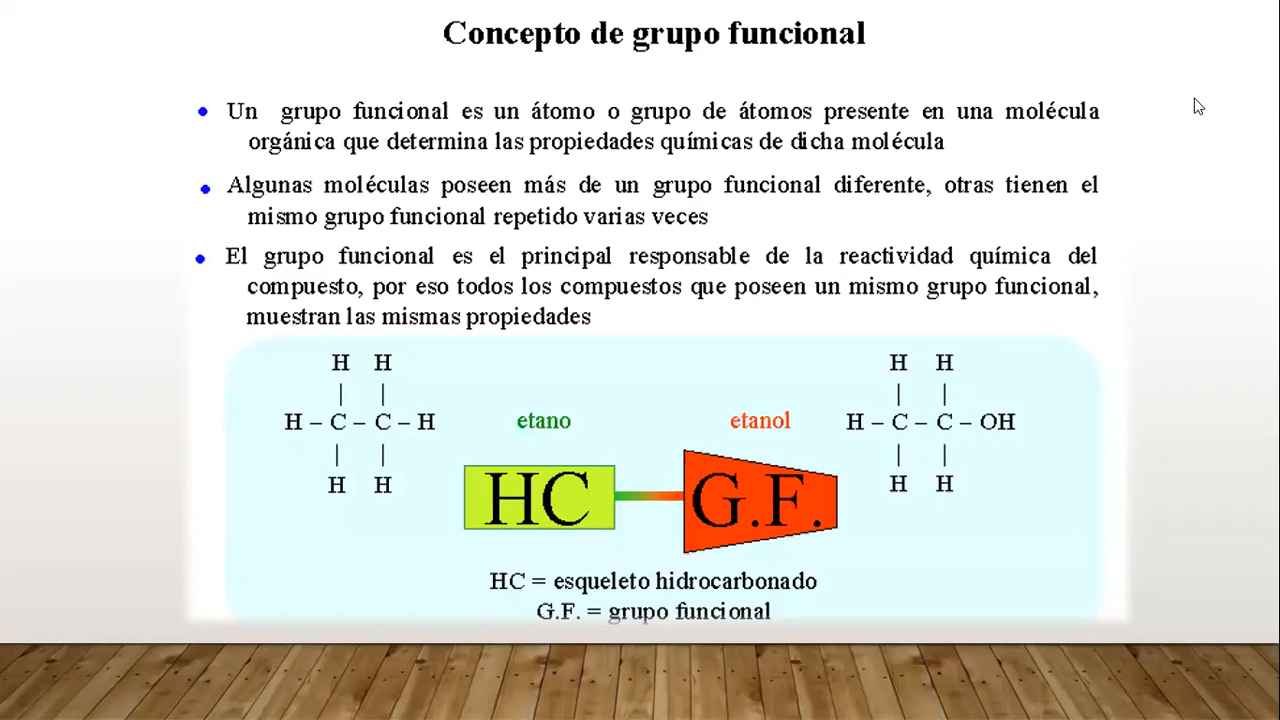 Concepto de grupo funcional
• Un grupo funcional es un átomo o grupo de átomos presente en una molécula
orgánica que determina las propiedades químicas de dicha molécula
• Algunas moléculas poseen más de un grupo funcional diferente, otras tienen el
mismo grupo funcional repetido varias veces
• El grupo funcional es el principal responsable de la reactividad química del
compuesto, por eso todos los compuestos que poseen un mismo grupo funcional,
muestran las mismas propiedades
H H
| |
H – C – C – H
| |
H H
etano
etanol
H H
| |
H – C – C – OH
| |
H H
HC
G.F.
HC = esqueleto hidrocarbonado
G.F. = grupo funcional